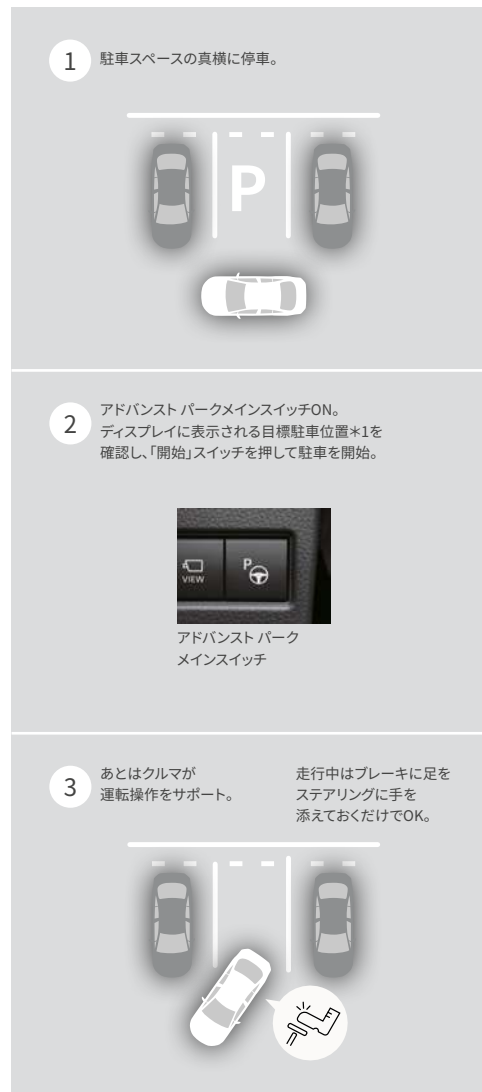 1
駐車スペースの真横に停車。
P
2
アドバンスト パークメインスイッチON。
ディスプレイに表示される目標駐車位置＊1を
確認し、「開始」スイッチを押して駐車を開始。
VIEW
P
アドバンスト パーク
メインスイッチ
3
あとはクルマが
運転操作をサポート。
走行中はブレーキに足を
ステアリングに手を
添えておくだけでOK。